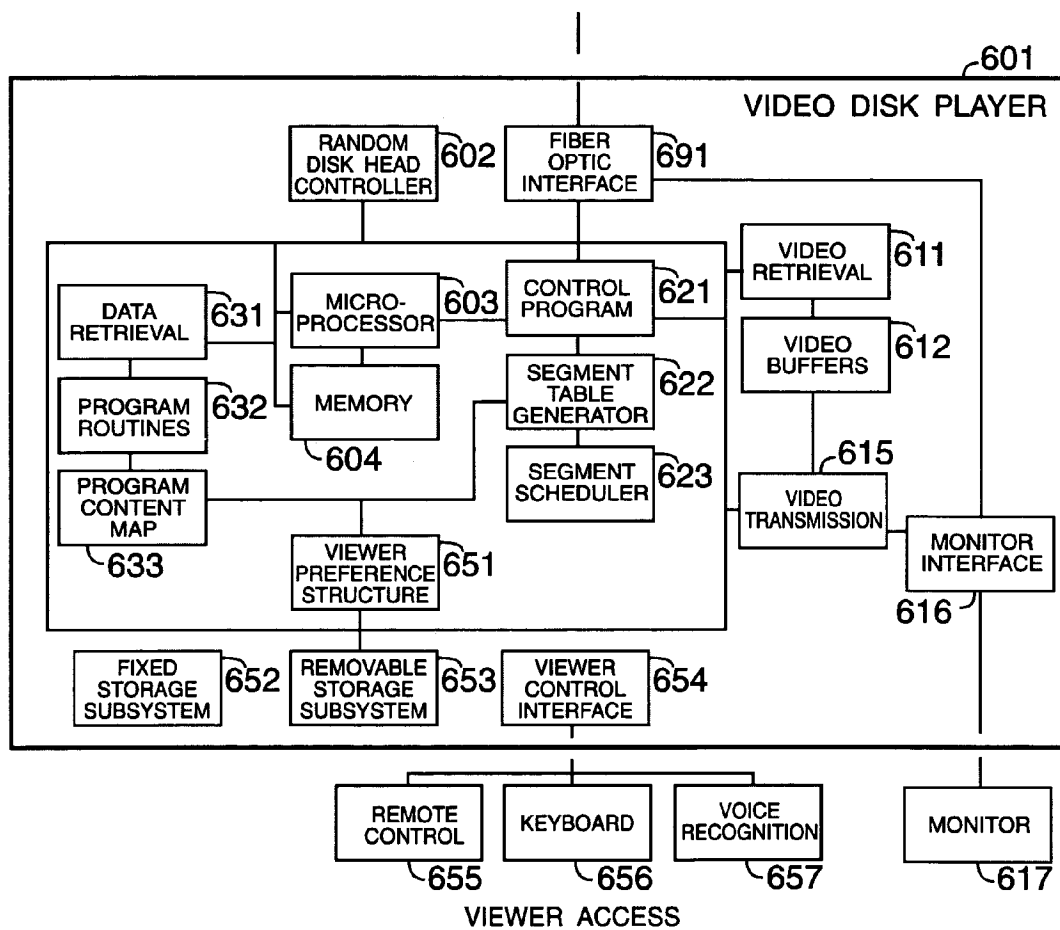 601
VIDEO DISK PLAYER
RANDOM
DISK HEAD
CONTROLLER
602
FIBER
OPTIC
INTERFACE
691
DATA
RETRIEVAL
631
MICRO-
PROCESSOR
603
CONTROL
PROGRAM
621
VIDEO
RETRIEVAL
611
PROGRAM
ROUTINES
632
MEMORY
604
SEGMENT
TABLE
GENERATOR
622
VIDEO
BUFFERS
612
PROGRAM
CONTENT
MAP
633
SEGMENT
SCHEDULER
623
615
VIDEO
TRANSMISSION
VIEWER
PREFERENCE
STRUCTURE
651
MONITOR
INTERFACE
616
FIXED
STORAGE
SUBSYSTEM
652
REMOVABLE
STORAGE
SUBSYSTEM
653
VIEWER
CONTROL
INTERFACE
654
REMOTE
CONTROL
655
KEYBOARD
656
VOICE
RECOGNITION
657
MONITOR
617
VIEWER ACCESS